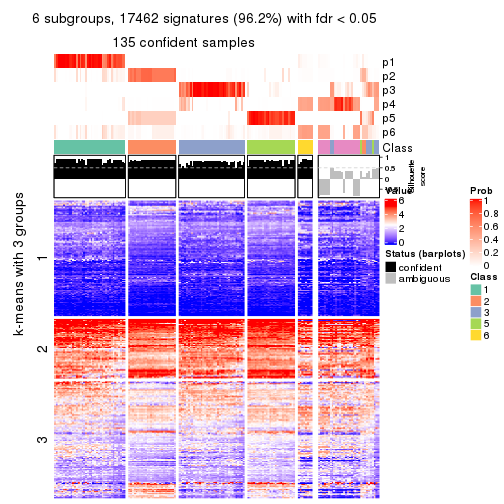 6 subgroups, 17462 signatures (96.2%) with fdr < 0.05
135 confident samples
p1
p2
p3
p4
p5
p6
Class
1
0.5
0
Silhouette
score
k-means with 3 groups
1
2
3
Value
6
4
2
0
Status (barplots)
confident
ambiguous
Prob
1
0.8
0.6
0.4
0.2
0
Class
1
2
3
5
6